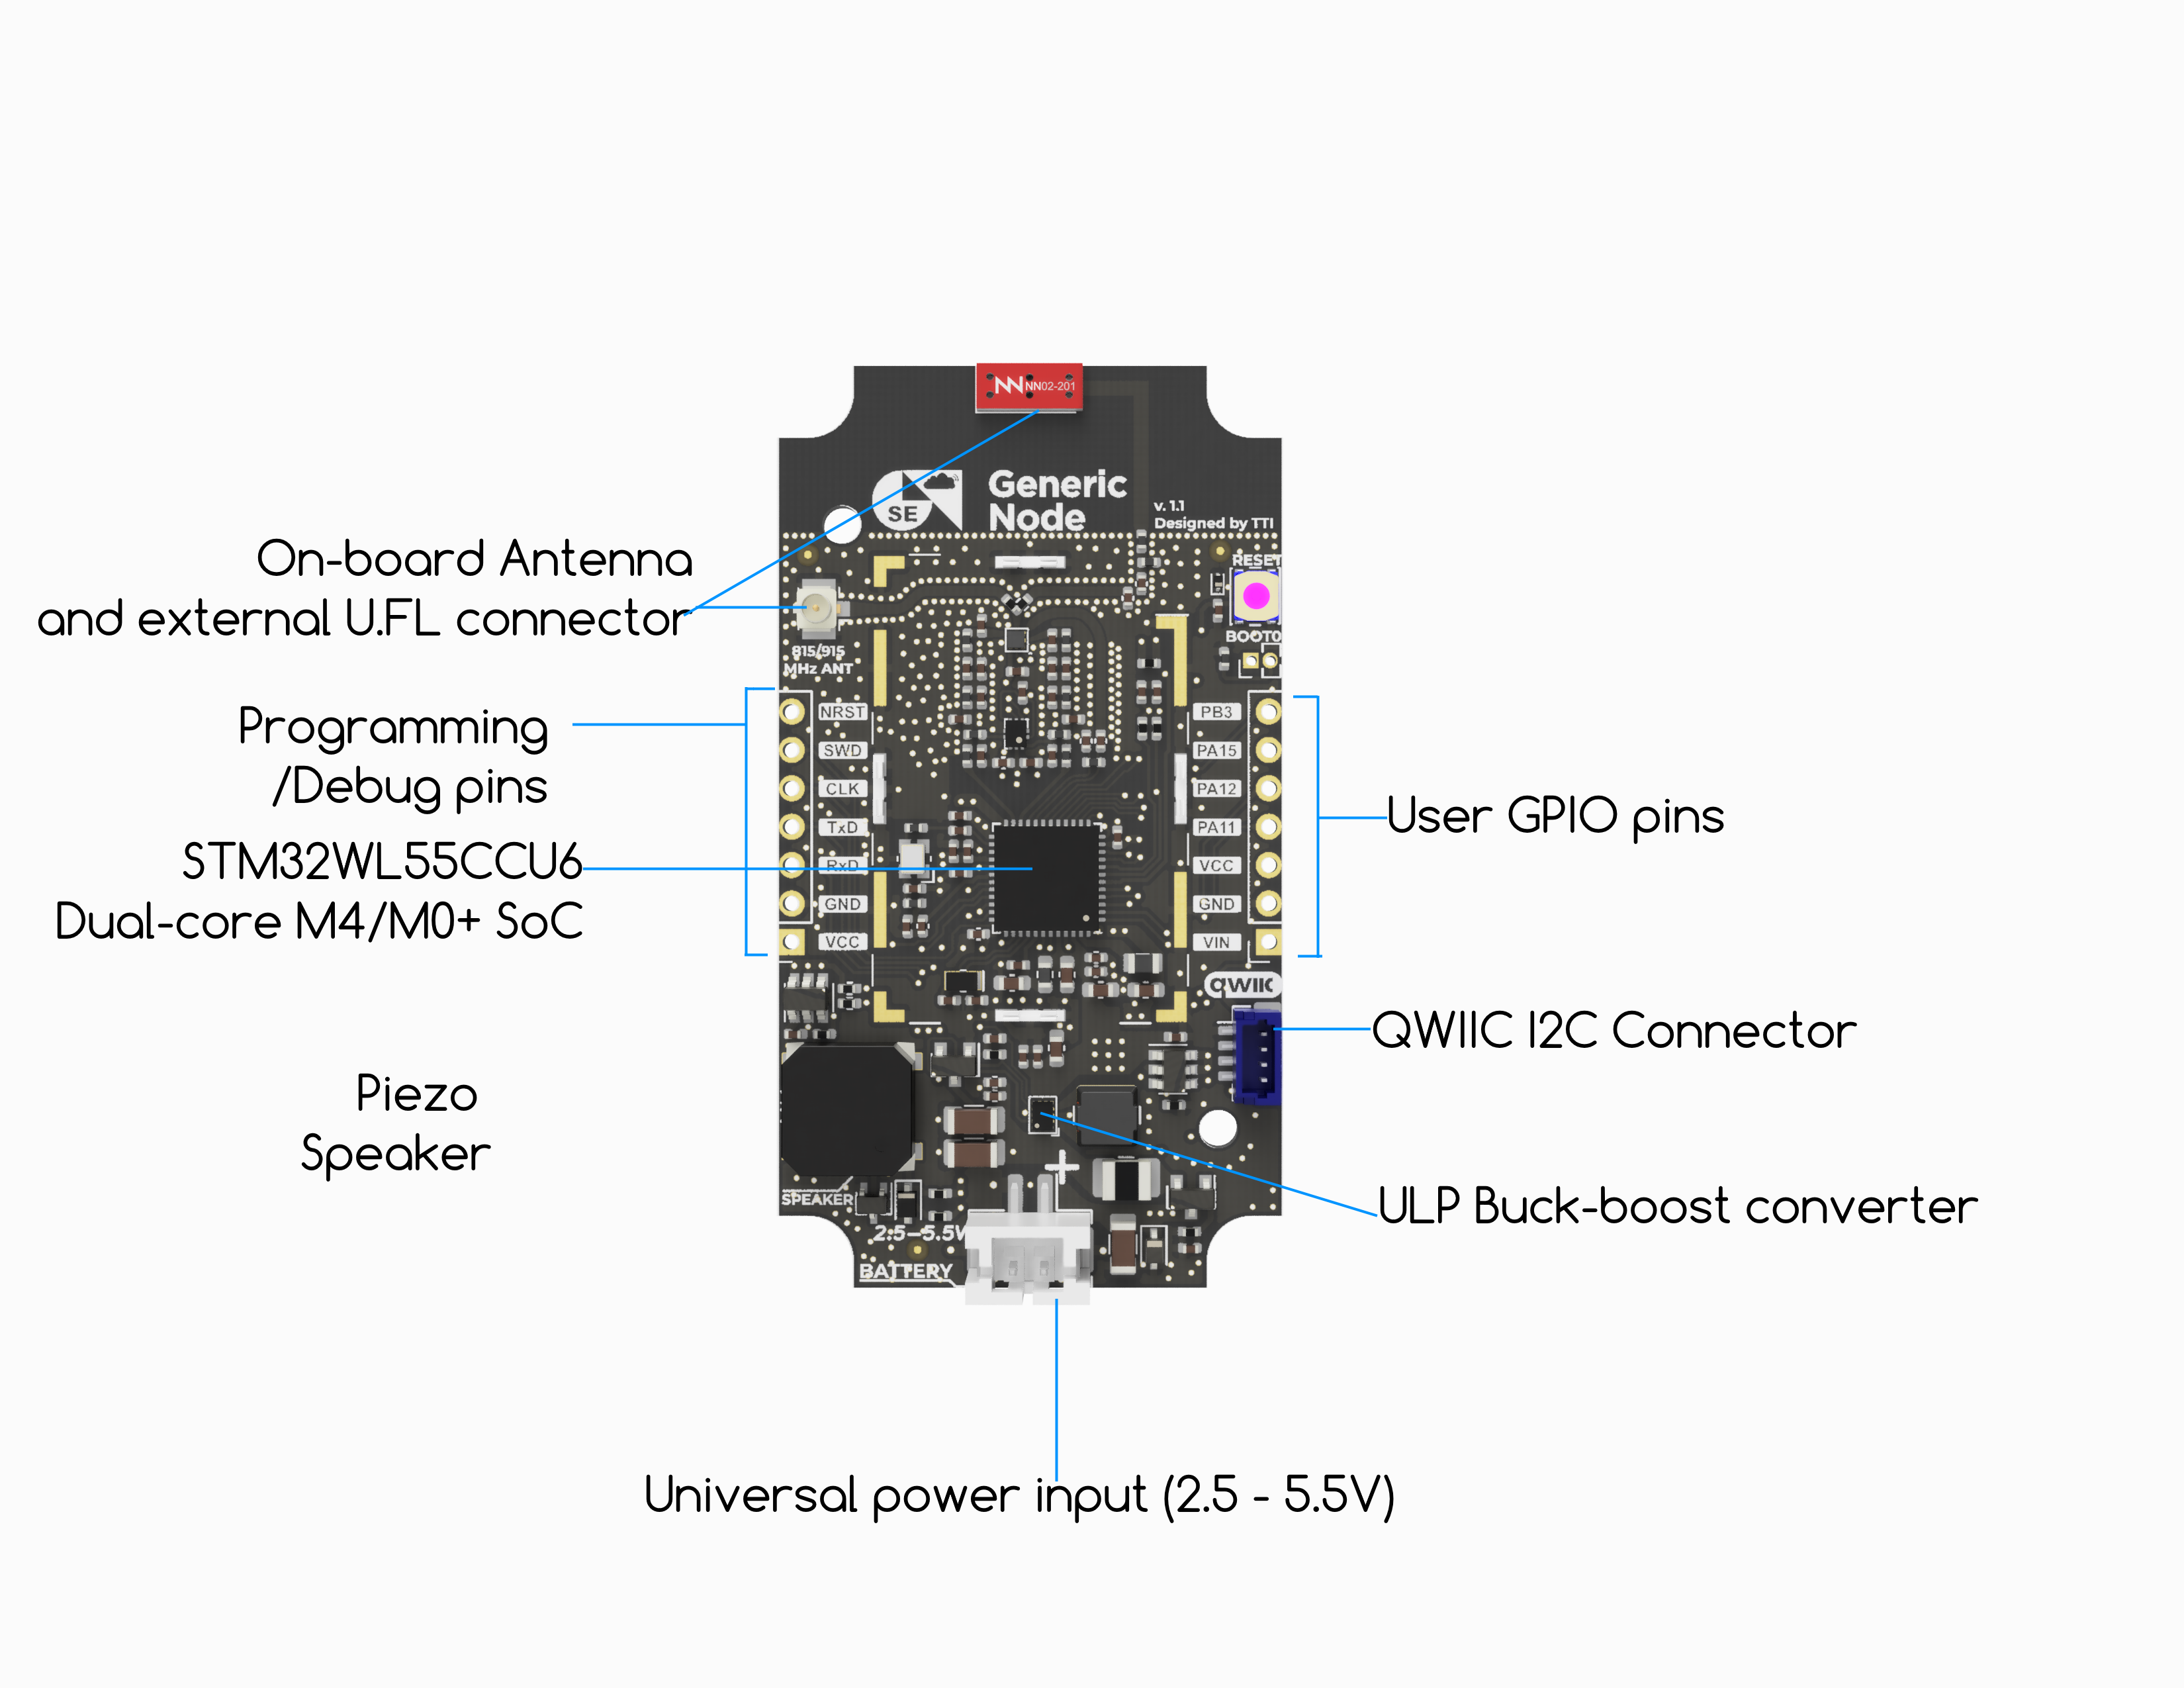 NN02-201
SE
Generic
Node
v. 1.1
Designed by TTI
On-board Antenna
and external U.FL connector
RESET
BOOT0
815/915
MHz ANT
Programming
/Debug pins
NRST
SWD
CLK
TxD
RxD
GND
VCC
PB3
PA15
PA12
PA11
VCC
GND
VIN
User GPIO pins
STM32WL55CCU6
Dual-core M4/M0+ SoC
QWIIC
QWIIC I2C Connector
Piezo
Speaker
SPEAKER
+
ULP Buck-boost converter
2.5-5.5V
BATTERY
Universal power input (2.5 - 5.5V)